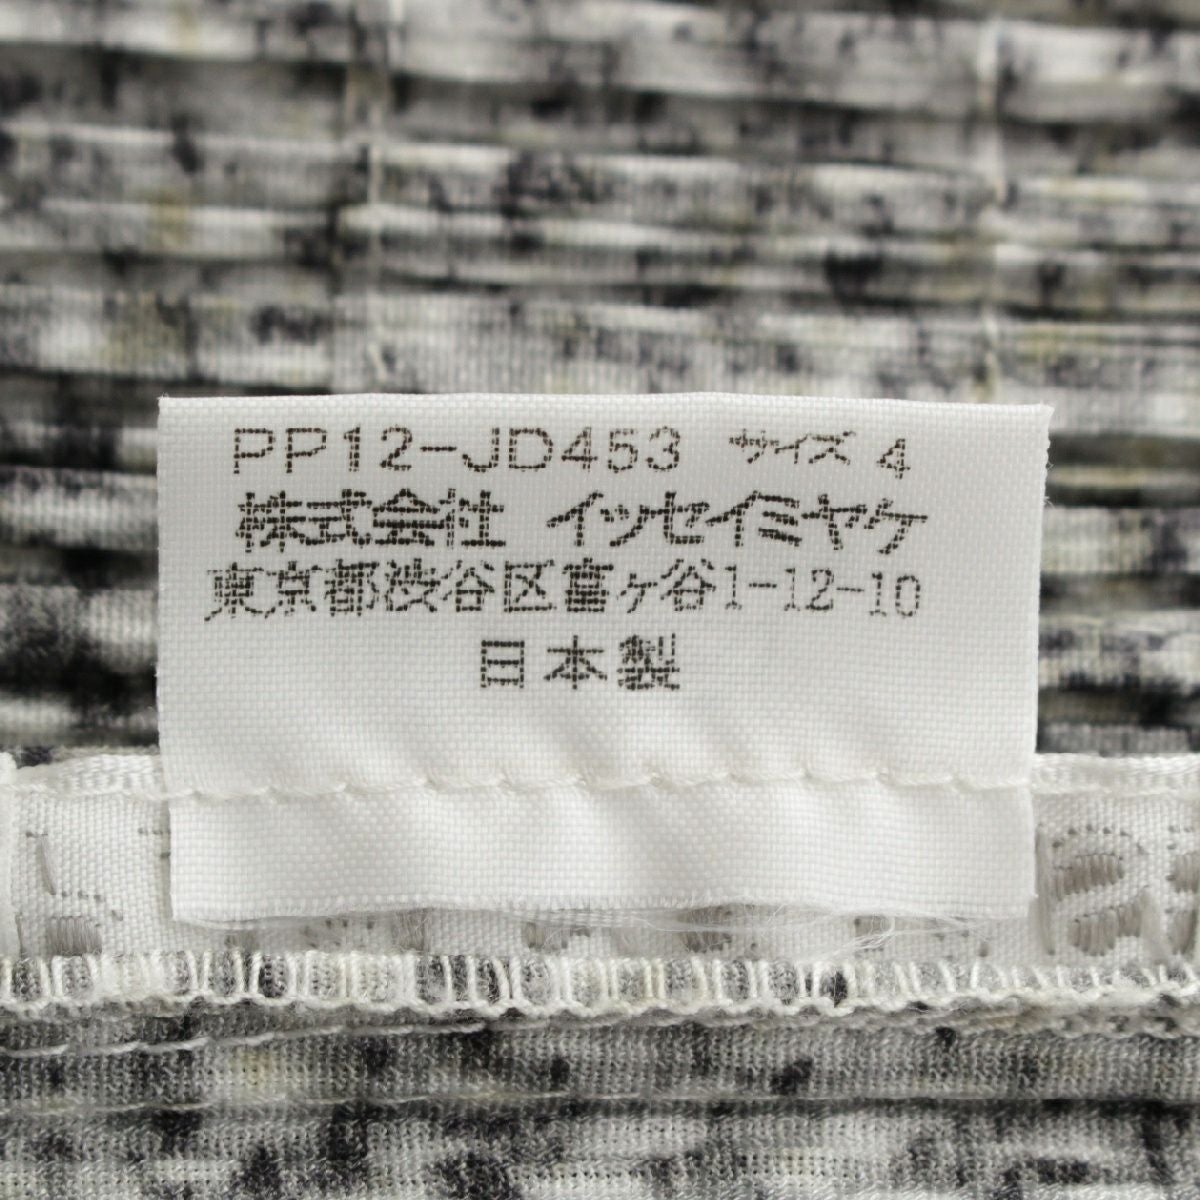 PP12-JD453 サイズ 4
株式会社 イッセイミヤケ
東京都渋谷区富ヶ谷1-12-10
日本製